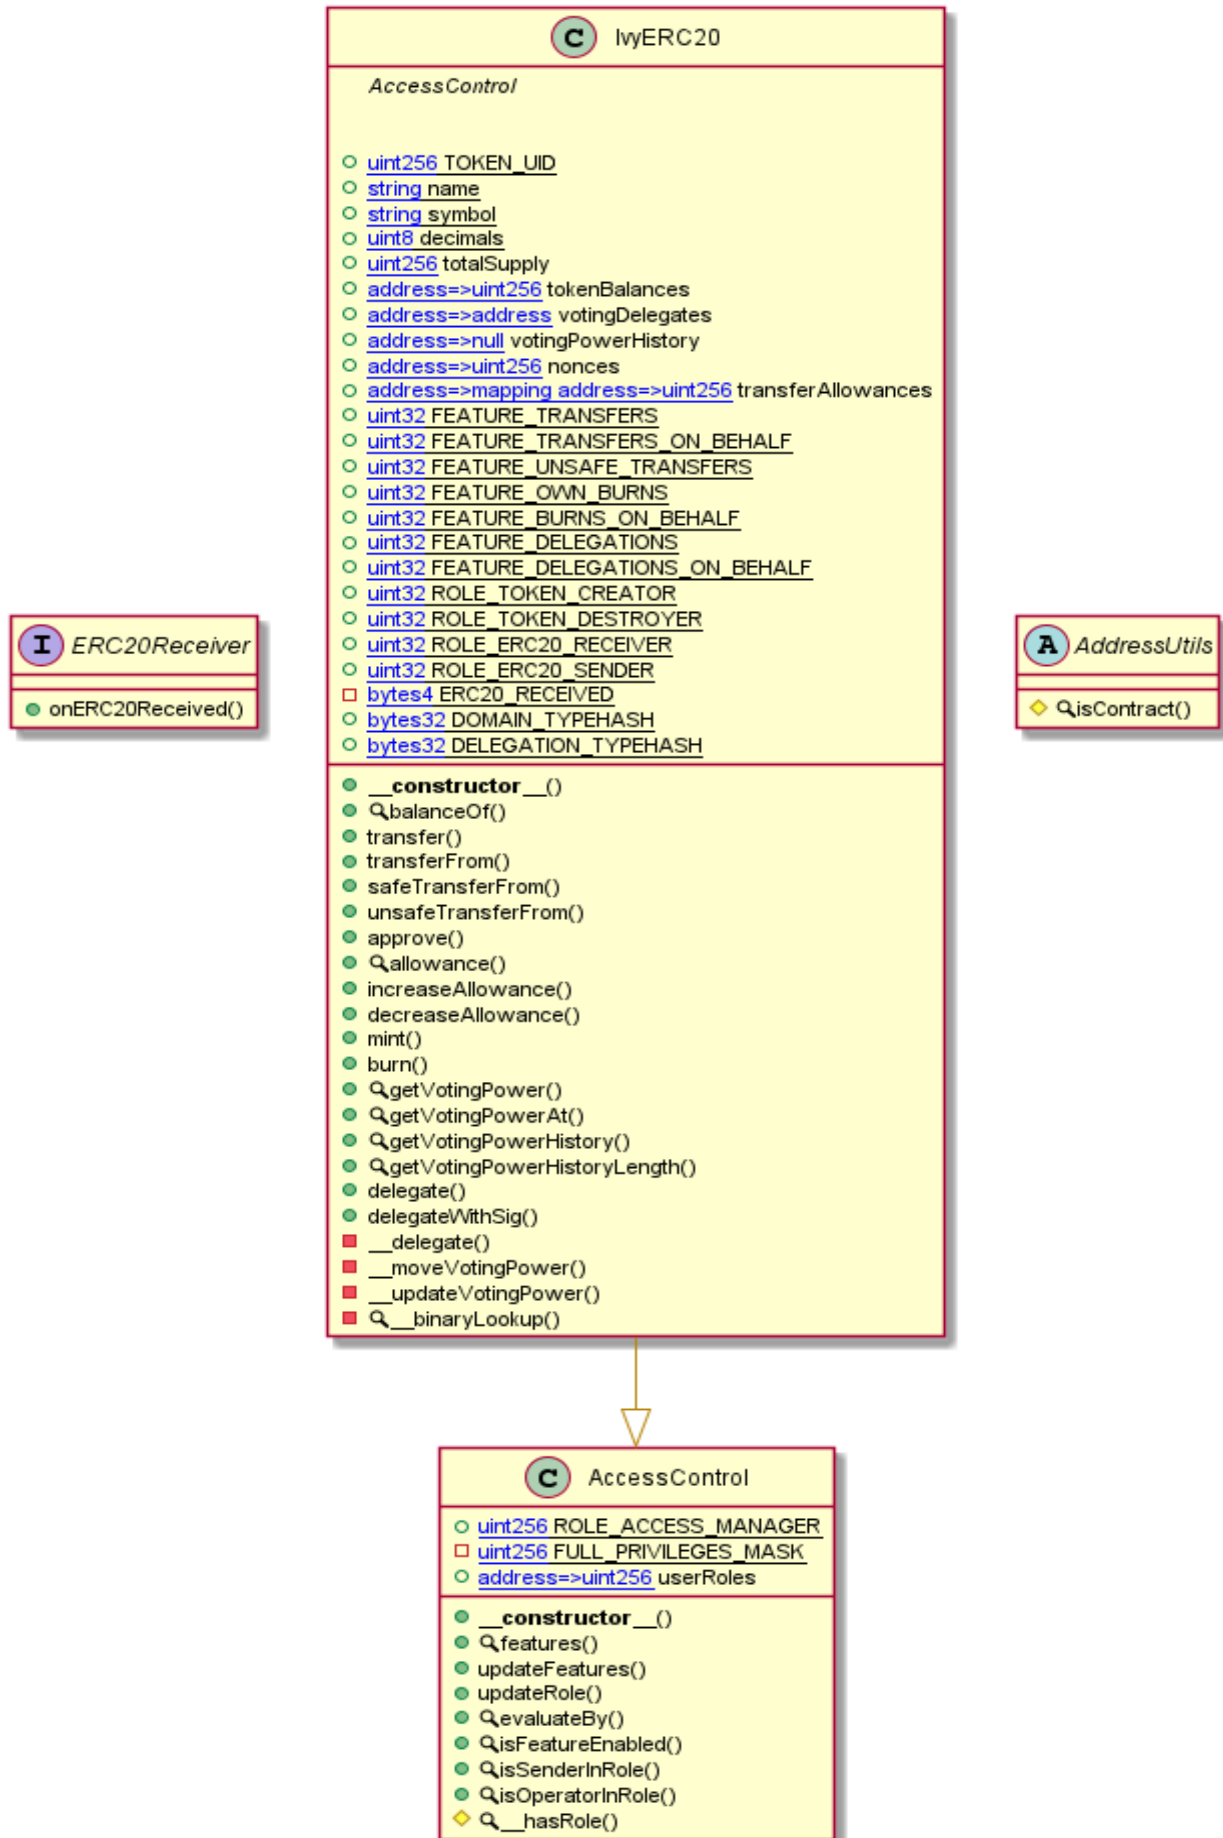 C IvyERC20
AccessControl
uint256 TOKEN_UID
string name
string symbol
uint8 decimals
uint256 totalSupply
address=>uint256 tokenBalances
address=>address votingDelegates
address=>null votingPowerHistory
address=>uint256 nonces
address=>mapping address=>uint256 transferAllowances
uint32 FEATURE_TRANSFERS
uint32 FEATURE_TRANSFERS_ON_BEHALF
uint32 FEATURE_UNSAFE_TRANSFERS
uint32 FEATURE_OWN_BURNS
uint32 FEATURE_BURNS_ON_BEHALF
uint32 FEATURE_DELEGATIONS
uint32 FEATURE_DELEGATIONS_ON_BEHALF
uint32 ROLE_TOKEN_CREATOR
uint32 ROLE_TOKEN_DESTROYER
uint32 ROLE_ERC20_RECEIVER
uint32 ROLE_ERC20_SENDER
bytes4 ERC20_RECEIVED
bytes32 DOMAIN_TYPEHASH
bytes32 DELEGATION_TYPEHASH
__constructor__()
balanceOf()
transfer()
transferFrom()
safeTransferFrom()
unsafeTransferFrom()
approve()
allowance()
increaseAllowance()
decreaseAllowance()
mint()
burn()
getVotingPower()
getVotingPowerAt()
getVotingPowerHistory()
getVotingPowerHistoryLength()
delegate()
delegateWithSig()
__delegate()
__moveVotingPower()
__updateVotingPower()
__binaryLookup()
I ERC20Receiver
onERC20Received()
A AddressUtils
isContract()
C AccessControl
uint256 ROLE_ACCESS_MANAGER
uint256 FULL_PRIVILEGES_MASK
address=>uint256 userRoles
__constructor__()
features()
updateFeatures()
updateRole()
evaluateBy()
isFeatureEnabled()
isSenderInRole()
isOperatorInRole()
__hasRole()